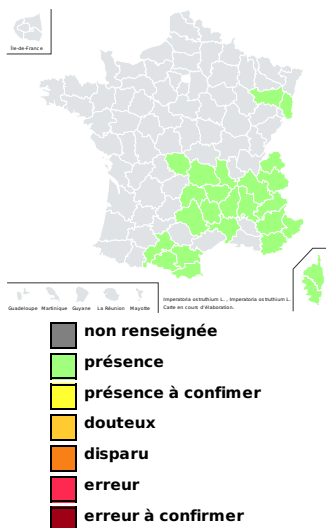 Île-de-France
Guadeloupe Martinique Guyane La Réunion Mayotte
Imperatoria ostruthium L. , Imperatoria ostruthium L.
Carte en cours d'élaboration.
non renseignée
présence
présence à confimer
douteux
disparu
erreur
erreur à confirmer